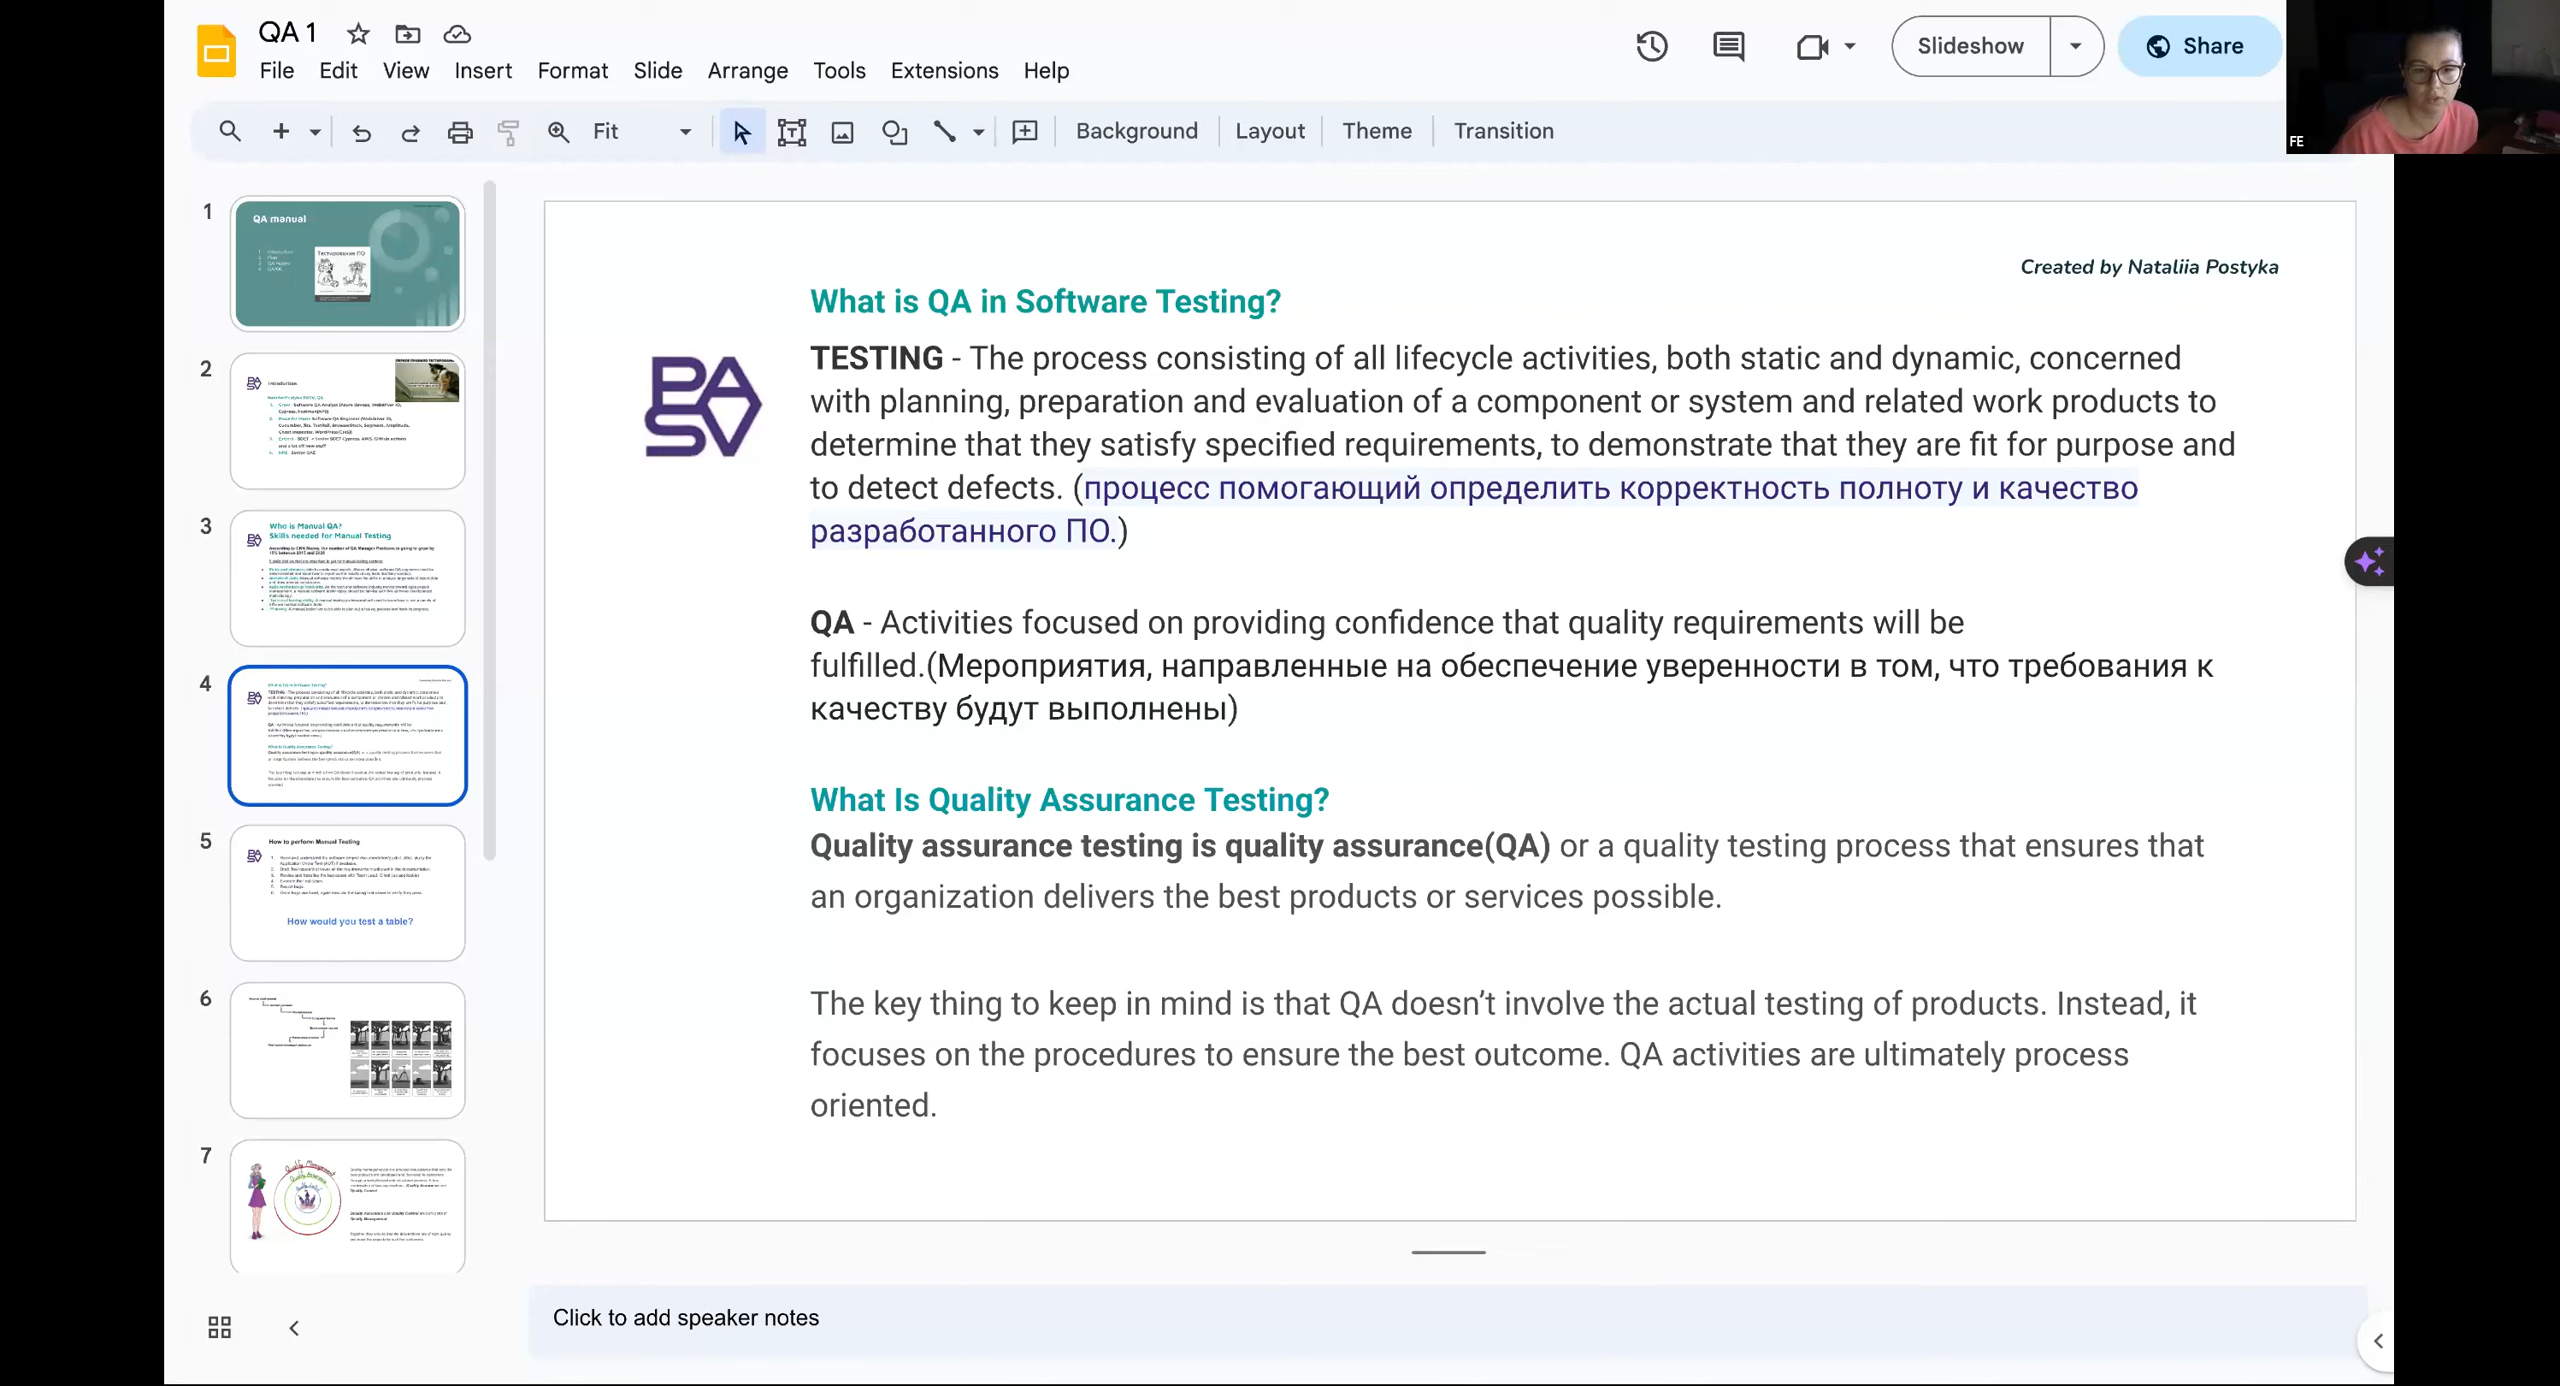 QA 1
File Edit View Insert Format Slide Arrange Tools Extensions Help
Slideshow
Share
FE
Fit
Background Layout Theme Transition
1
QA manual
Тестирование ПО
2
Introduction
3
Who is Manual QA?
Skills needed for Manual Testing
4
5
How to perform Manual Testing
How would you test a table?
6
7
Quality Management
Created by Nataliia Postyka
What is QA in Software Testing?
PASV
TESTING - The process consisting of all lifecycle activities, both static and dynamic, concerned
with planning, preparation and evaluation of a component or system and related work products to
determine that they satisfy specified requirements, to demonstrate that they are fit for purpose and
to detect defects. (процесс помогающий определить корректность полноту и качество
разработанного ПО.)
QA - Activities focused on providing confidence that quality requirements will be
fulfilled.(Мероприятия, направленные на обеспечение уверенности в том, что требования к
качеству будут выполнены)
What Is Quality Assurance Testing?
Quality assurance testing is quality assurance(QA) or a quality testing process that ensures that
an organization delivers the best products or services possible.
The key thing to keep in mind is that QA doesn’t involve the actual testing of products. Instead, it
focuses on the procedures to ensure the best outcome. QA activities are ultimately process
oriented.
Click to add speaker notes